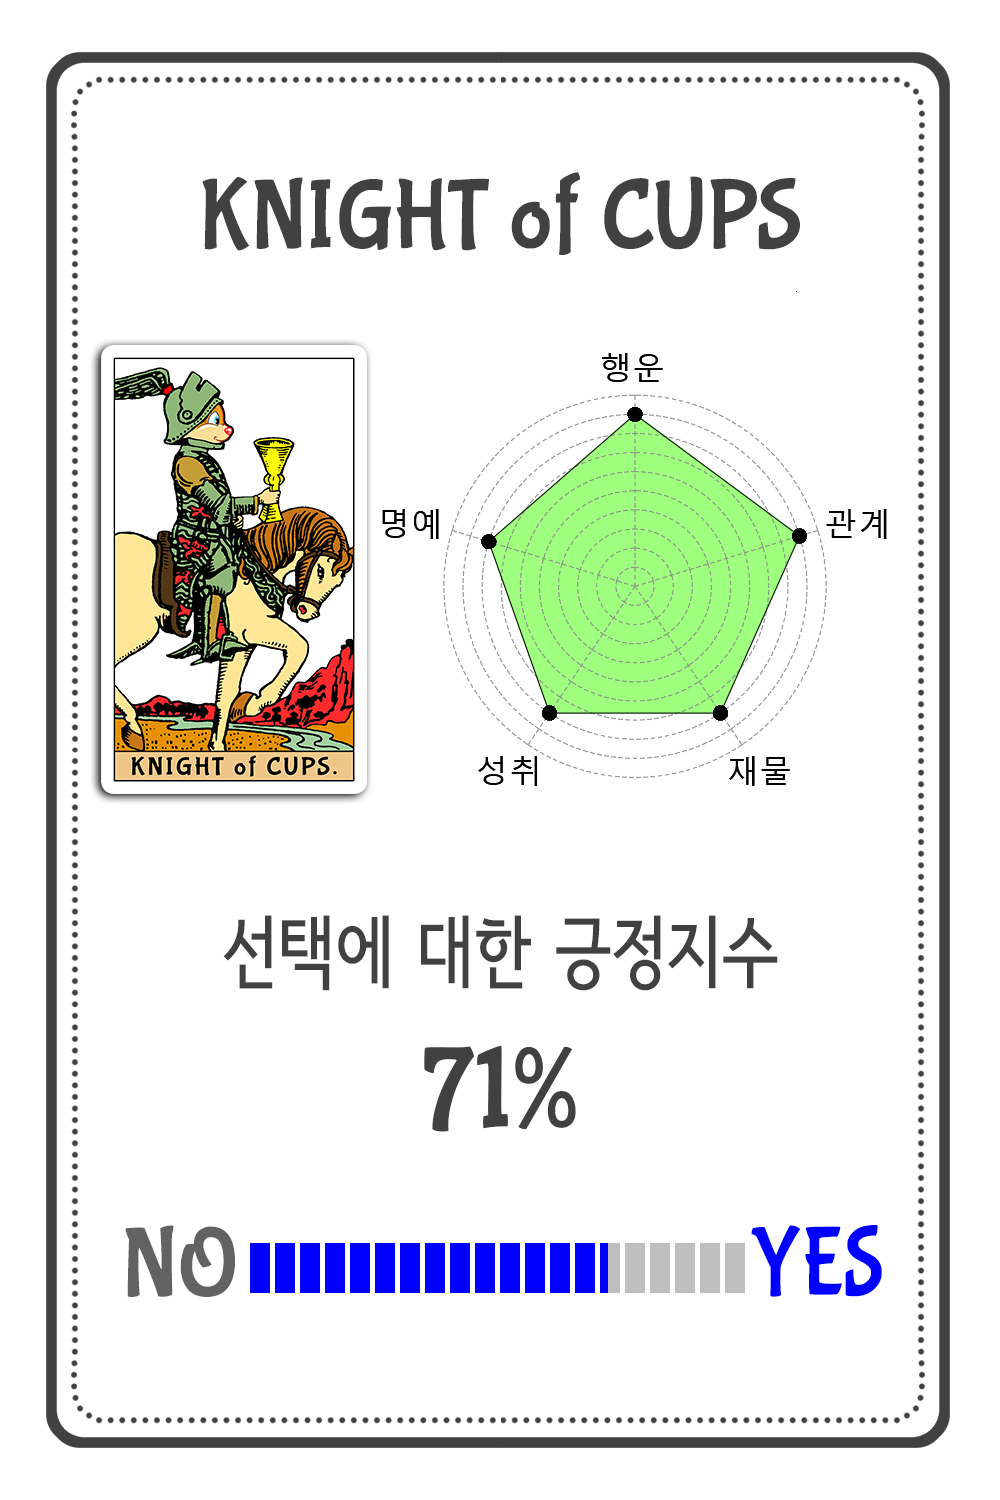 KNIGHT of CUPS
행운
명예
관계
성취
재물
KNIGHT of CUPS.
선택에 대한 긍정지수
71%
NO
YES